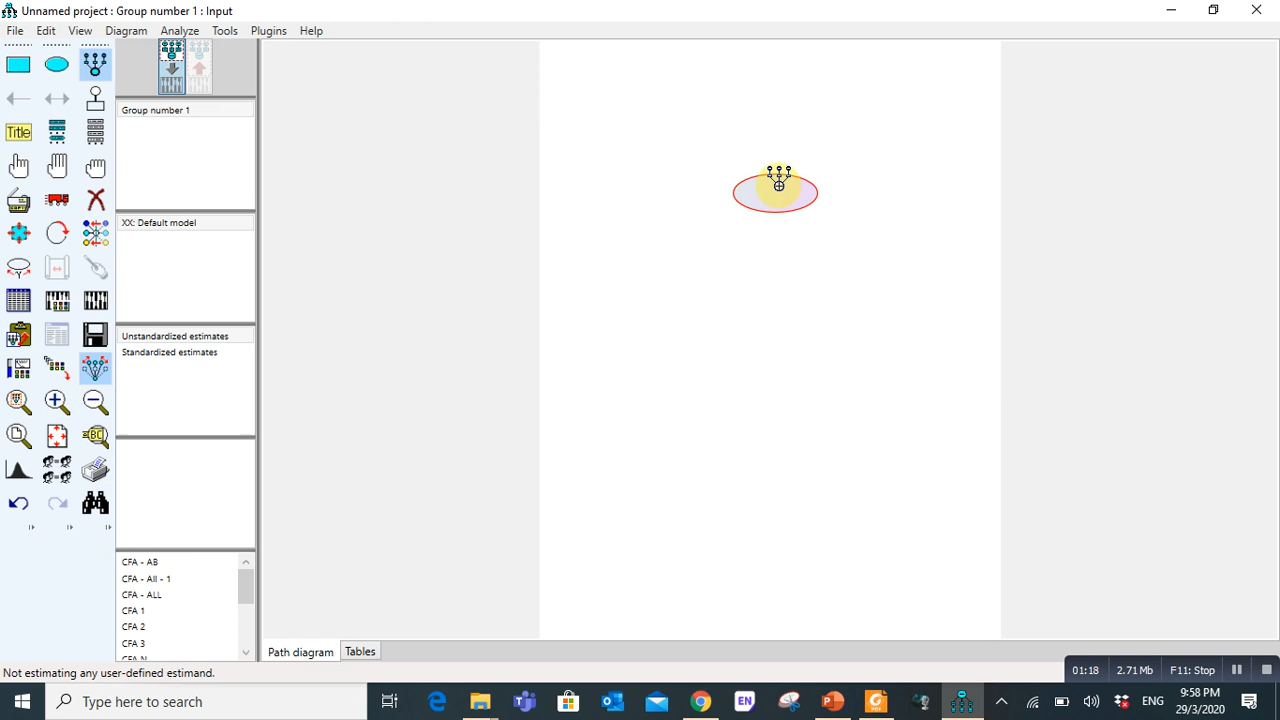 Unnamed project : Group number 1 : Input
File Edit View Diagram Analyze Tools Plugins Help
Title
Group number 1
XX: Default model
Unstandardized estimates
Standardized estimates
CFA - AB
CFA - All - 1
CFA - ALL
CFA 1
CFA 2
CFA 3
CFA N
Path diagram Tables
Not estimating any user-defined estimand.
01:18 2.71 Mb F11: Stop
Type here to search
EN
ENG
9:58 PM
29/3/2020